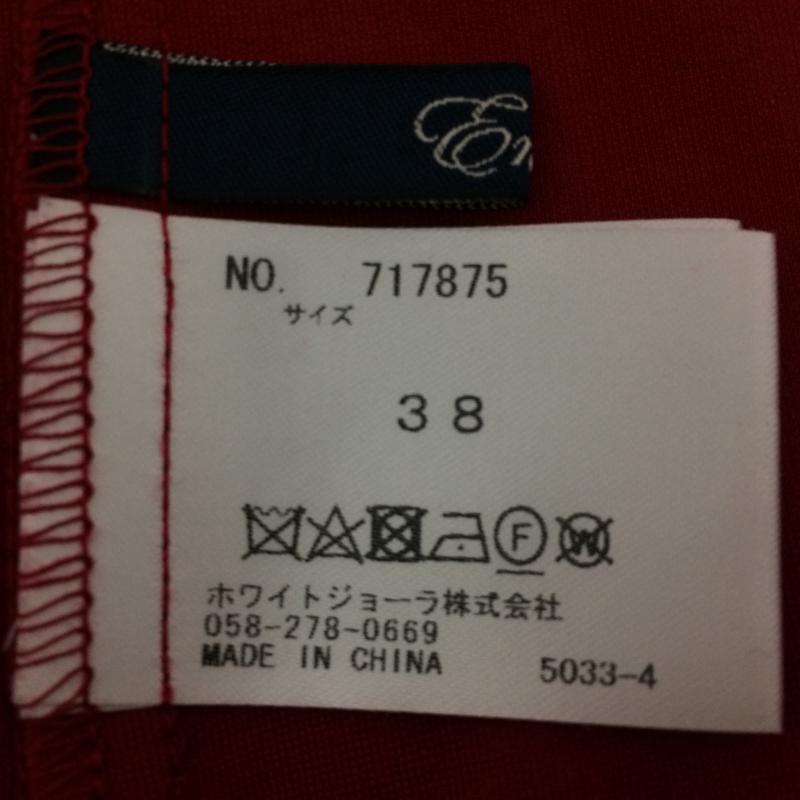 NO. 717875
サイズ
38
F W
ホワイトジョーラ株式会社
058-278-0669
MADE IN CHINA 5033-4